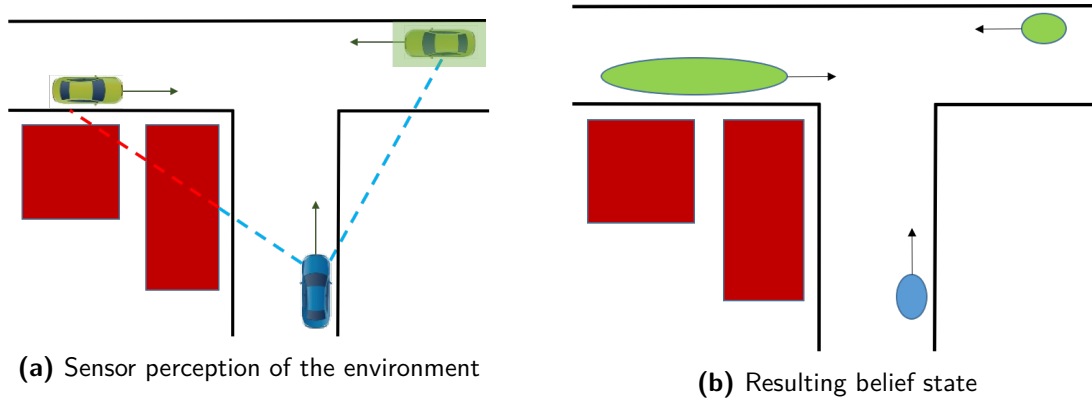 (a) Sensor perception of the environment
(b) Resulting belief state